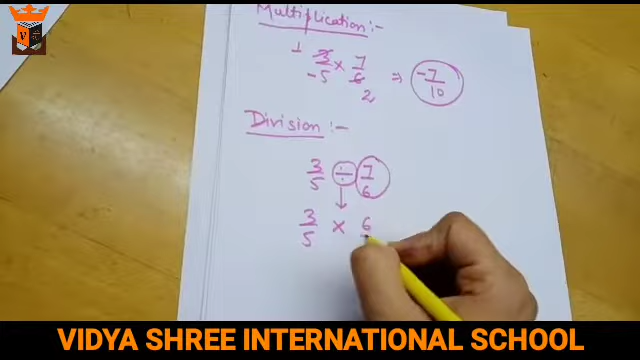 Multiplication:-
1 3/-5 × 7/6 2 ⇒ -7/10
Division:-
3/5 ÷ 7/6
3/5 × 6
VIDYA SHREE INTERNATIONAL SCHOOL